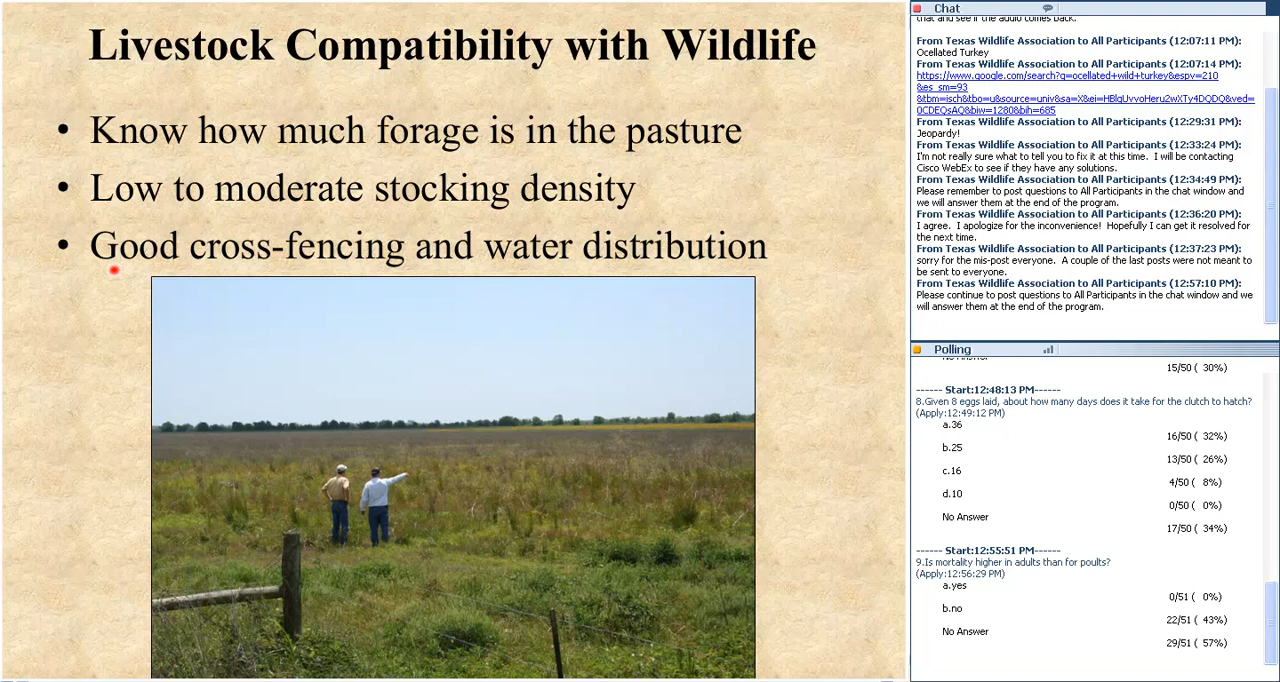 Livestock Compatibility with Wildlife
• Know how much forage is in the pasture
• Low to moderate stocking density
• Good cross-fencing and water distribution
Chat
chat and see if the audio comes back.
From Texas Wildlife Association to All Participants (12:07:11 PM):
Ocellated Turkey
From Texas Wildlife Association to All Participants (12:07:14 PM):
https://www.google.com/search?q=ocellated+wild+turkey&espv=210
&es_sm=93
&tbm=isch&tbo=u&source=univ&sa=X&ei=HBlqUvvoHeru2wXTy4DQDQ&ved=
0CDEQsAQ&biw=1280&bih=685
From Texas Wildlife Association to All Participants (12:29:31 PM):
Jeopardy!
From Texas Wildlife Association to All Participants (12:33:24 PM):
I'm not really sure what to tell you to fix it at this time.  I will be contacting
Cisco WebEx to see if they have any solutions.
From Texas Wildlife Association to All Participants (12:34:49 PM):
Please remember to post questions to All Participants in the chat window and
we will answer them at the end of the program.
From Texas Wildlife Association to All Participants (12:36:20 PM):
I agree.  I apologize for the inconvenience!  Hopefully I can get it resolved for
the next time.
From Texas Wildlife Association to All Participants (12:37:23 PM):
sorry for the mis-post everyone.  A couple of the last posts were not meant to
be sent to everyone.
From Texas Wildlife Association to All Participants (12:57:10 PM):
Please continue to post questions to All Participants in the chat window and we
will answer them at the end of the program.
Polling
No Answer
15/50 ( 30%)
------ Start:12:48:13 PM------
8.Given 8 eggs laid, about how many days does it take for the clutch to hatch?
(Apply:12:49:12 PM)
a.36
16/50 ( 32%)
b.25
13/50 ( 26%)
c.16
4/50 ( 8%)
d.10
0/50 ( 0%)
No Answer
17/50 ( 34%)
------ Start:12:55:51 PM------
9.Is mortality higher in adults than for poults?
(Apply:12:56:29 PM)
a.yes
0/51 ( 0%)
b.no
22/51 ( 43%)
No Answer
29/51 ( 57%)